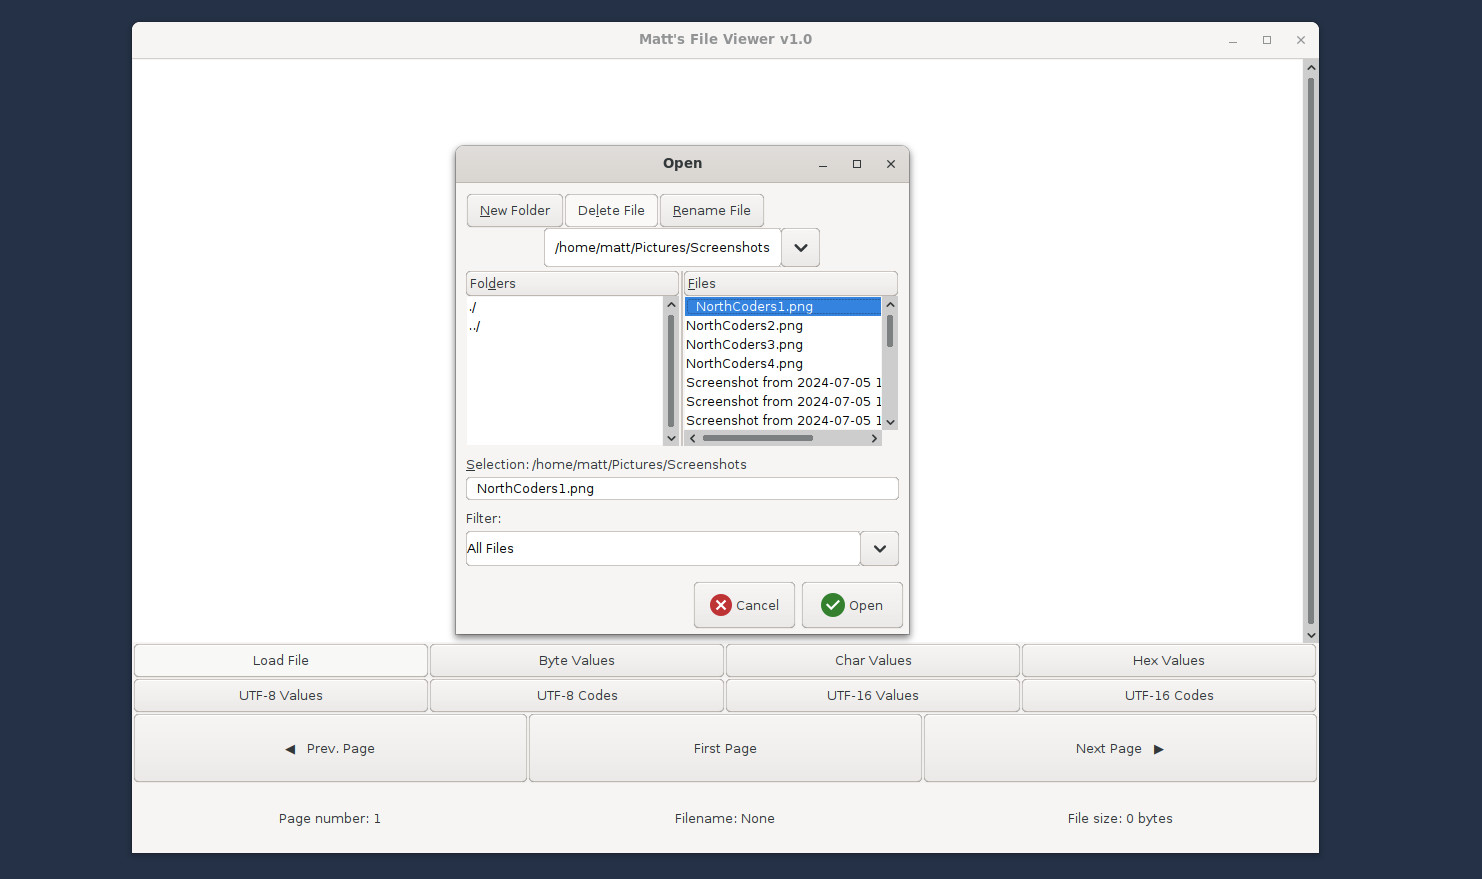 Matt's File Viewer v1.0
Open
New Folder Delete File Rename File
/home/matt/Pictures/Screenshots
Folders
./
../
Files
NorthCoders1.png
NorthCoders2.png
NorthCoders3.png
NorthCoders4.png
Screenshot from 2024-07-05 1
Screenshot from 2024-07-05 1
Screenshot from 2024-07-05 1
Selection: /home/matt/Pictures/Screenshots
NorthCoders1.png
Filter:
All Files
Cancel Open
Load File Byte Values Char Values Hex Values
UTF-8 Values UTF-8 Codes UTF-16 Values UTF-16 Codes
◀ Prev. Page First Page Next Page ▶
Page number: 1 Filename: None File size: 0 bytes